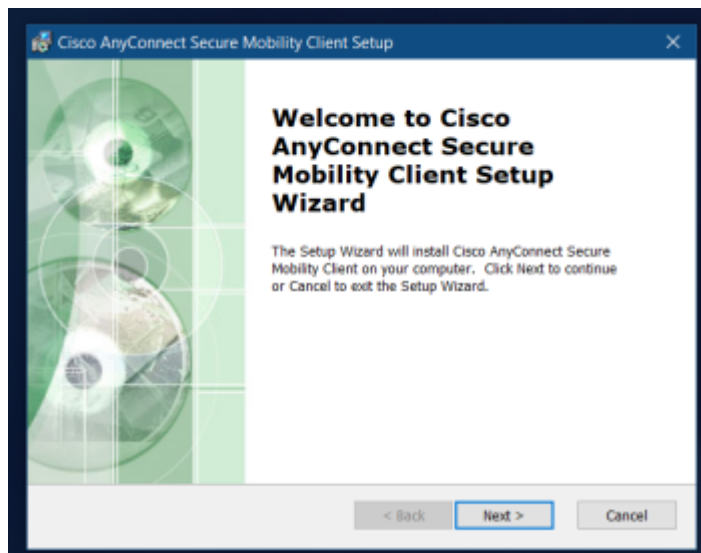 Cisco AnyConnect Secure Mobility Client Setup
Welcome to Cisco
AnyConnect Secure
Mobility Client Setup
Wizard
The Setup Wizard will install Cisco AnyConnect Secure
Mobility Client on your computer. Click Next to continue
or Cancel to exit the Setup Wizard.
< Back Next > Cancel